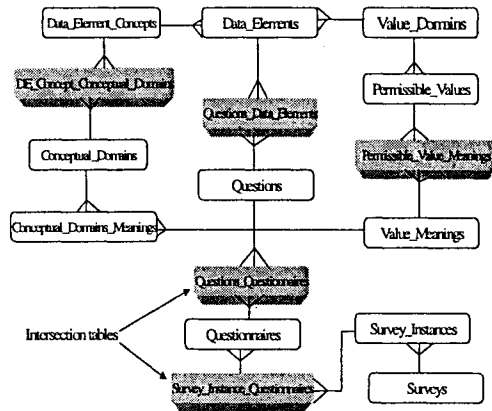 Data_Element_Concepts
Data_Elements
Value_Domains
DE_Concept_Conceptual_Domains
Questions_Data_Elements
Permissible_Values
Conceptual_Domains
Permissible_Value_Meanings
Questions
Conceptual_Domains_Meanings
Value_Meanings
Questions_Questionnaires
Intersection tables
Questionnaires
Survey_Instances
Survey_Instance_Questionnaires
Surveys